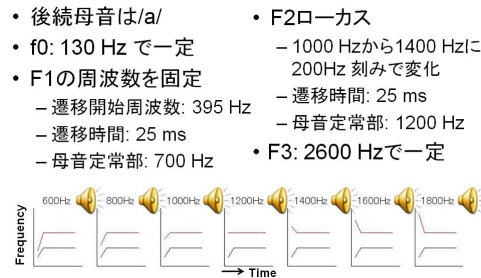 • 後続母音は/a/
• f0: 130 Hz で一定
• F1の周波数を固定
– 遷移開始周波数: 395 Hz
– 遷移時間: 25 ms
– 母音定常部: 700 Hz
• F2ローカス
– 1000 Hzから1400 Hzに
200Hz 刻みで変化
– 遷移時間: 25 ms
– 母音定常部: 1200 Hz
• F3: 2600 Hzで一定
600Hz 800Hz 1000Hz 1200Hz 1400Hz 1600Hz 1800Hz
Frequency
Time